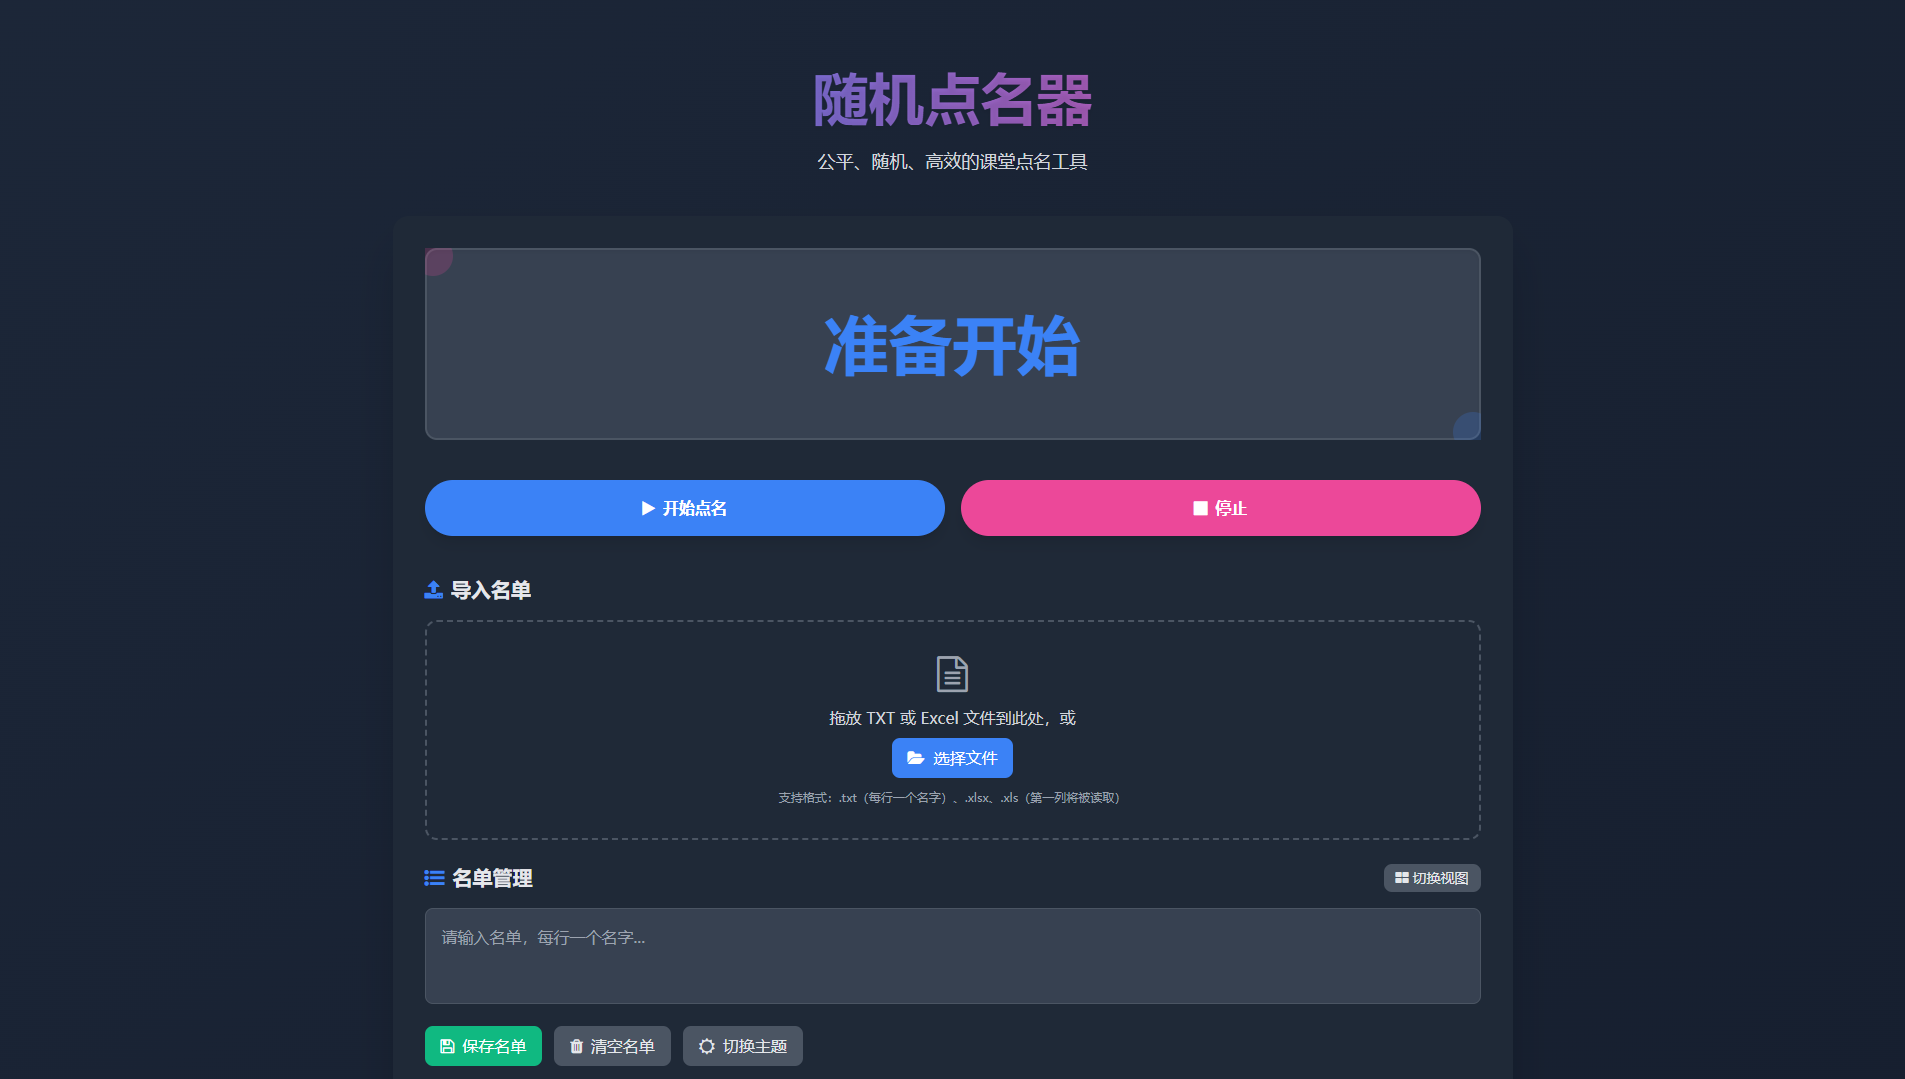 随机点名器
公平、随机、高效的课堂点名工具
准备开始
开始点名
停止
导入名单
拖放 TXT 或 Excel 文件到此处，或
选择文件
支持格式：.txt（每行一个名字）、.xlsx、.xls（第一列将被读取）
名单管理
切换视图
请输入名单，每行一个名字...
保存名单
清空名单
切换主题